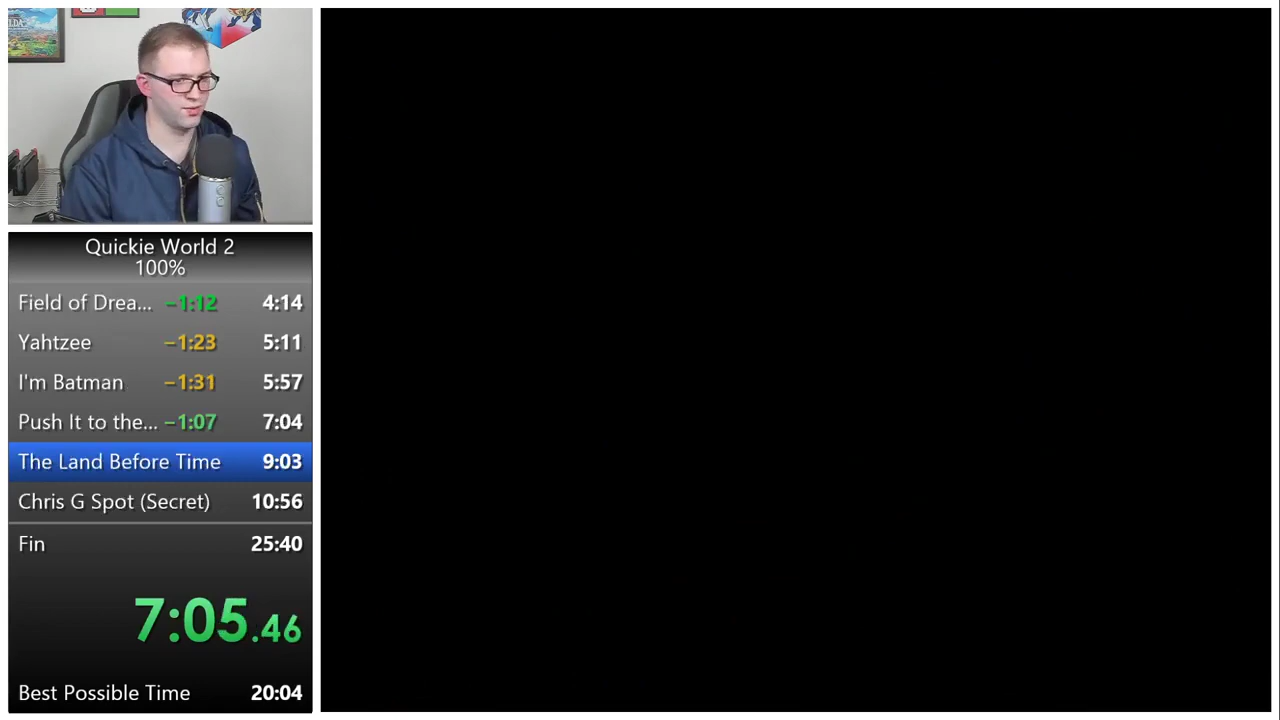 Quickie World 2
100%
Field of Drea... −1:12 4:14
Yahtzee −1:23 5:11
I'm Batman −1:31 5:57
Push It to the... −1:07 7:04
The Land Before Time 9:03
Chris G Spot (Secret) 10:56
Fin 25:40
7:05.46
Best Possible Time 20:04